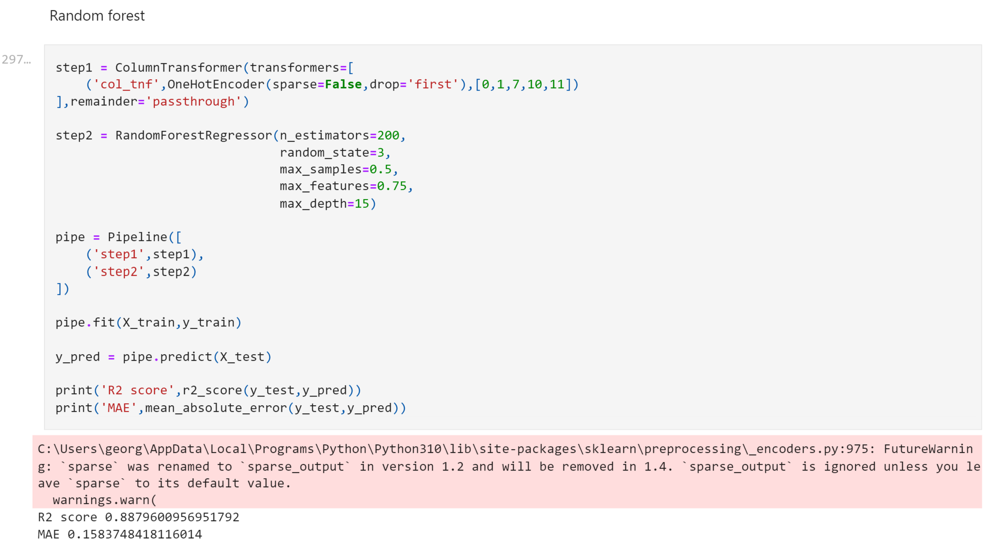 Random forest
297…
step1 = ColumnTransformer(transformers=[
    ('col_tnf',OneHotEncoder(sparse=False,drop='first'),[0,1,7,10,11])
],remainder='passthrough')
step2 = RandomForestRegressor(n_estimators=200,
                              random_state=3,
                              max_samples=0.5,
                              max_features=0.75,
                              max_depth=15)
pipe = Pipeline([
    ('step1',step1),
    ('step2',step2)
])
pipe.fit(X_train,y_train)
y_pred = pipe.predict(X_test)
print('R2 score',r2_score(y_test,y_pred))
print('MAE',mean_absolute_error(y_test,y_pred))
C:\Users\georg\AppData\Local\Programs\Python\Python310\lib\site-packages\sklearn\preprocessing\_encoders.py:975: FutureWarnin
g: `sparse` was renamed to `sparse_output` in version 1.2 and will be removed in 1.4. `sparse_output` is ignored unless you le
ave `sparse` to its default value.
  warnings.warn(
R2 score 0.8879600956951792
MAE 0.1583748418116014